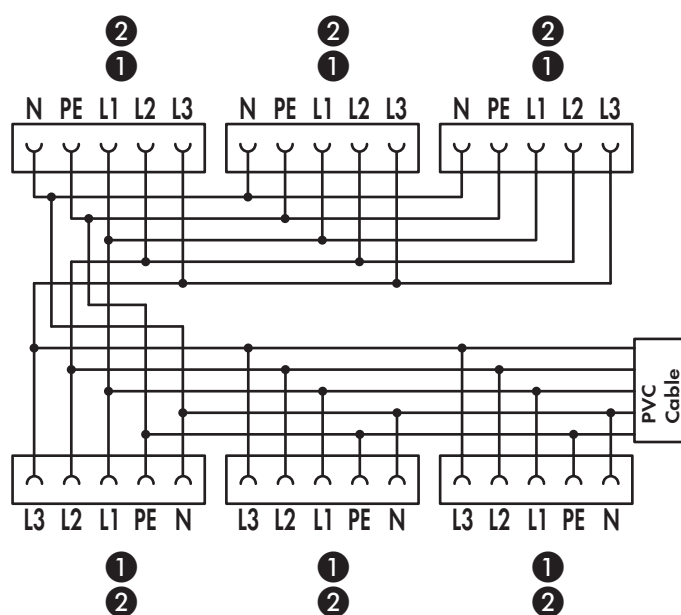 ❷ ❷ ❷
❶ ❶ ❶
N PE L1 L2 L3 N PE L1 L2 L3 N PE L1 L2 L3
PVC
Cable
L3 L2 L1 PE N L3 L2 L1 PE N L3 L2 L1 PE N
❶ ❶ ❶
❷ ❷ ❷